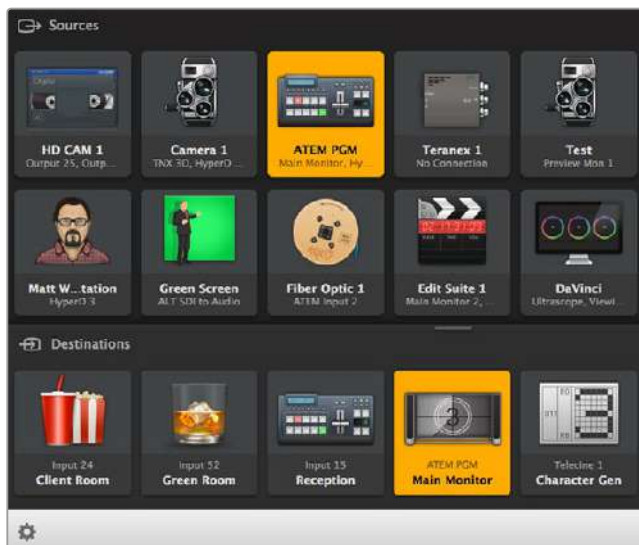 Sources
HD CAM 1
Output 25, Outp...
Camera 1
TNX 3D, HyperD ...
ATEM PGM
Main Monitor, Hy...
Teranex 1
No Connection
Test
Preview Mon 1
Matt W...tation
HyperD 3
Green Screen
ALT SDI to Audio
Fiber Optic 1
ATEM Input 2
Edit Suite 1
Main Monitor 2, ...
DaVinci
Ultrascope, Viewi...
Destinations
Input 24
Client Room
Input 52
Green Room
Input 15
Reception
3
ATEM PGM
Main Monitor
Telecine 1
Character Gen